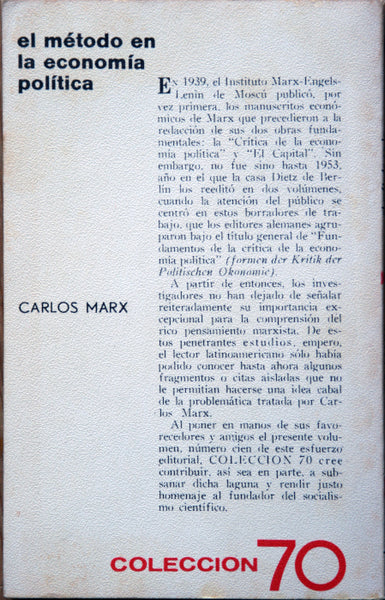 el método en
la economía
política
En 1939, el Instituto Marx-Engels-
Lenin de Moscú publicó, por
vez primera, los manuscritos econó-
micos de Marx que precedieron a la
redacción de sus dos obras funda-
mentales: la "Crítica de la econo-
mía política" y "El Capital". Sin
embargo, no fue sino hasta 1953,
año en el que la casa Dietz de Ber-
lín los reeditó en dos volúmenes,
cuando la atención del público se
centró en estos borradores de tra-
bajo, que los editores alemanes agru-
paron bajo el título general de "Fun-
damentos de la crítica de la econo-
mía política" (formen der Kritik der
Politischen Okonomie).
A partir de entonces, los inves-
tigadores no han dejado de señalar
reiteradamente su importancia ex-
cepcional para la comprensión del
rico pensamiento marxista. De es-
tos penetrantes estudios, empero,
el lector latinoamericano sólo había
podido conocer hasta ahora algunos
fragmentos o citas aisladas que no
le permitían hacerse una idea cabal
de la problemática tratada por Car-
los Marx.
Al poner en manos de sus favo-
recedores y amigos el presente volu-
men, número cien de este esfuerzo
editorial, COLECCION 70 cree
contribuir, así sea en parte, a sub-
sanar dicha laguna y rendir justo
homenaje al fundador del socialis-
mo científico.
CARLOS MARX
COLECCION 70